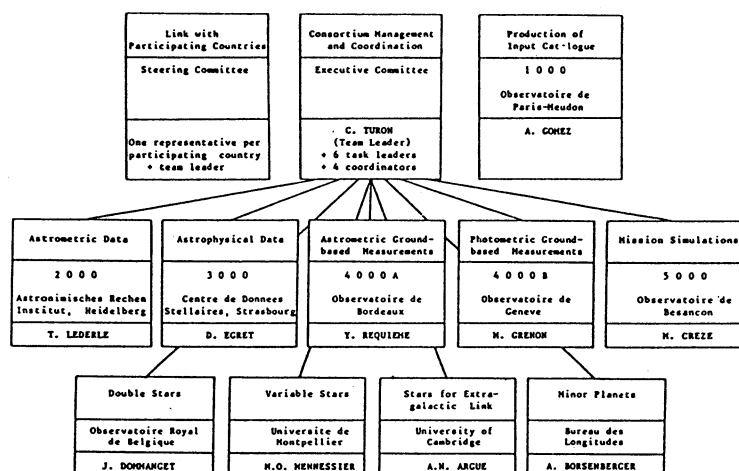 Link with
Participating Countries
Steering Committee
One representative per
participating country
+ team leader
Consortium Management
and Coordination
Executive Committee
C. TURON
(Team Leader)
+ 6 task leaders
+ 4 coordinators
Production of
Input Cat-logue
1 0 0 0
Observatoire de
Paris-Meudon
A. GOMEZ
Astrometric Data
2 0 0 0
Astronimisches Rechen
Institut, Heidelberg
T. LEDERLE
Astrophysical Data
3 0 0 0
Centre de Donnees
Stellaires, Strasbourg
D. EGRET
Astrometric Ground-
based Measurements
4 0 0 0 A
Observatoire de
Bordeaux
Y. REQUIEME
Photometric Ground-
based Measurements
4 0 0 0 B
Observatoire de
Geneve
M. GRENON
Mission Simulations
5 0 0 0
Observatoire de
Besancon
M. CREZE
Double Stars
Observatoire Royal
de Belgique
J. DOMMANGET
Variable Stars
Universite de
Montpellier
M.O. MENNESSIER
Stars for Extra-
galactic Link
University of
Cambridge
A.N. ARGUE
Minor Planets
Bureau des
Longitudes
A. BORSENBERGER